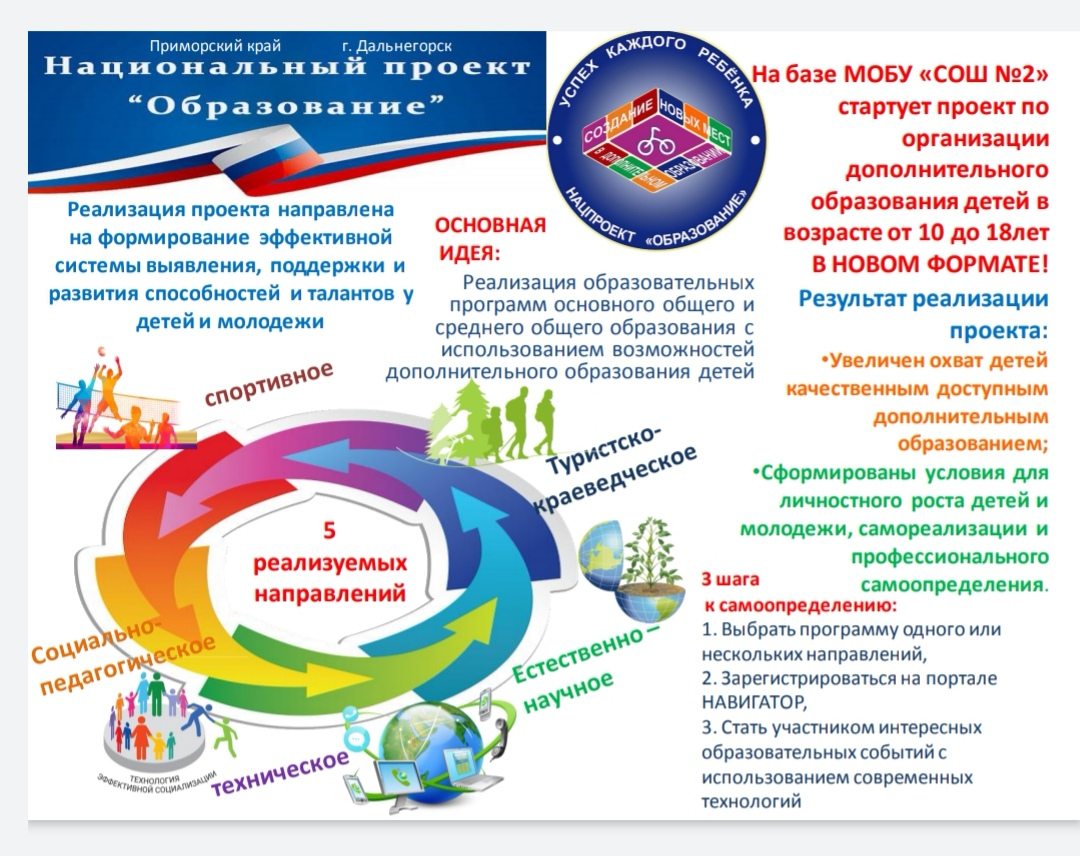 Приморский край г. Дальнегорск
Национальный проект
“Образование”
УСПЕХ КАЖДОГО РЕБЁНКА
СОЗДАНИЕ НОВЫХ МЕСТ
В ДОПОЛНИТЕЛЬНОМ ОБРАЗОВАНИИ
НАЦПРОЕКТ «ОБРАЗОВАНИЕ»
На базе МОБУ «СОШ №2»
стартует проект по
организации
дополнительного
образования детей в
возрасте от 10 до 18лет
В НОВОМ ФОРМАТЕ!
Результат реализации
проекта:
•Увеличен охват детей
качественным доступным
дополнительным
образованием;
•Сформированы условия для
личностного роста детей и
молодежи, самореализации и
профессионального
самоопределения.
Реализация проекта направлена
на формирование эффективной
системы выявления, поддержки и
развития способностей и талантов у
детей и молодежи
ОСНОВНАЯ
ИДЕЯ:
Реализация образовательных
программ основного общего и
среднего общего образования с
использованием возможностей
дополнительного образования детей
спортивное
Туристско-
краеведческое
5
реализуемых
направлений
Социально-
педагогическое
Естественно –
научное
техническое
ТЕХНОЛОГИЯ
ЭФФЕКТИВНОЙ СОЦИАЛИЗАЦИИ
3 шага
к самоопределению:
1. Выбрать программу одного или
нескольких направлений,
2. Зарегистрироваться на портале
НАВИГАТОР,
3. Стать участником интересных
образовательных событий с
использованием современных
технологий